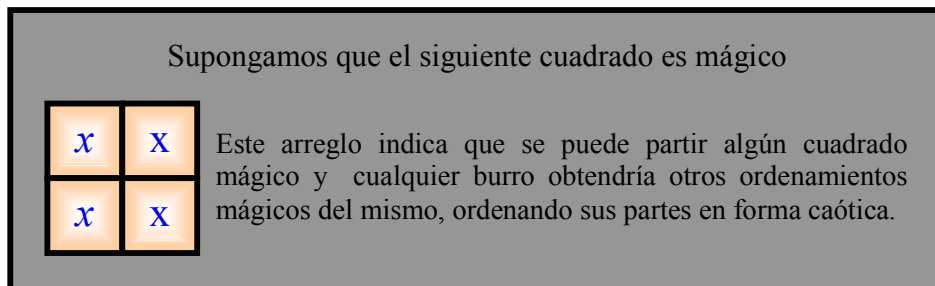 Supongamos que el siguiente cuadrado es mágico
x x
x x
Este arreglo indica que se puede partir algún cuadrado
mágico y cualquier burro obtendría otros ordenamientos
mágicos del mismo, ordenando sus partes en forma caótica.